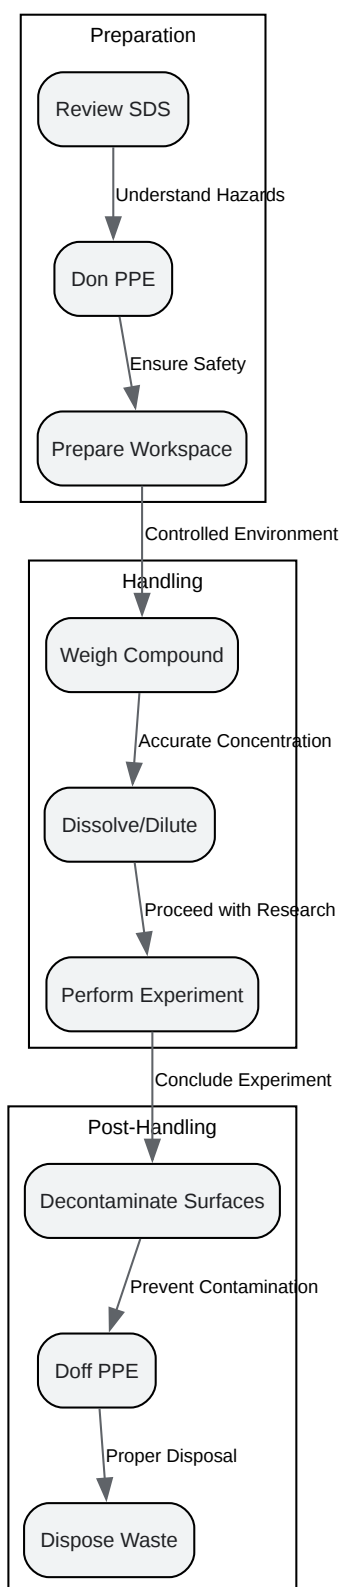 Preparation
Review SDS
Understand Hazards
Don PPE
Ensure Safety
Prepare Workspace
Controlled Environment
Handling
Weigh Compound
Accurate Concentration
Dissolve/Dilute
Proceed with Research
Perform Experiment
Conclude Experiment
Post-Handling
Decontaminate Surfaces
Prevent Contamination
Doff PPE
Proper Disposal
Dispose Waste